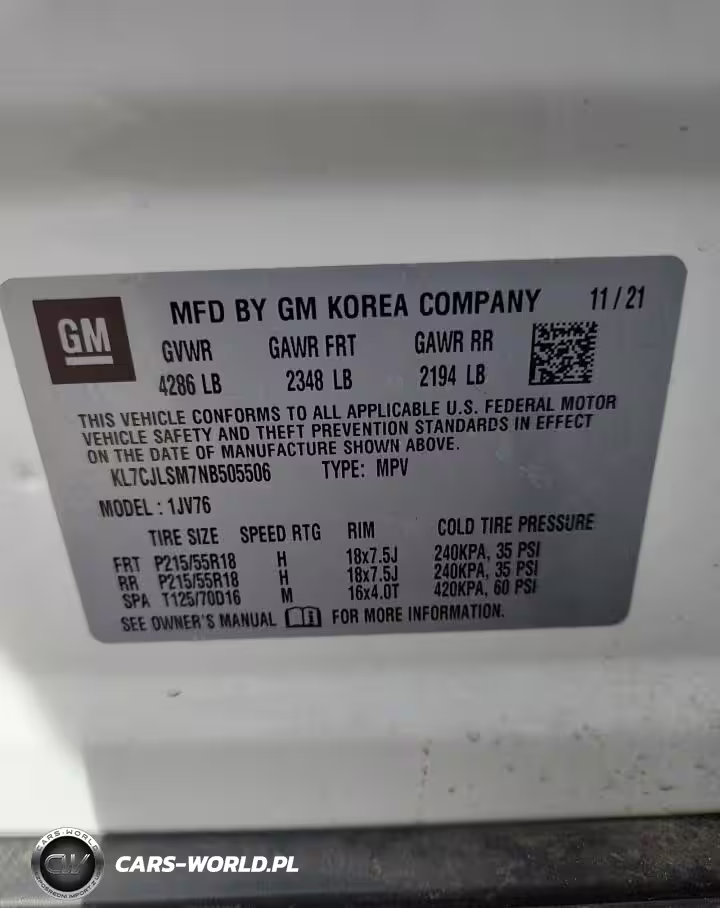 GM
MFD BY GM KOREA COMPANY 11/21
GVWR GAWR FRT GAWR RR
4286 LB 2348 LB 2194 LB
THIS VEHICLE CONFORMS TO ALL APPLICABLE U.S. FEDERAL MOTOR
VEHICLE SAFETY AND THEFT PREVENTION STANDARDS IN EFFECT
ON THE DATE OF MANUFACTURE SHOWN ABOVE.
KL7CJLSM7NB505506 TYPE: MPV
MODEL: 1JV76
TIRE SIZE SPEED RTG RIM COLD TIRE PRESSURE
FRT P215/55R18 H 18x7.5J 240KPA, 35 PSI
RR P215/55R18 H 18x7.5J 240KPA, 35 PSI
SPA T125/70D16 M 16x4.0T 420KPA, 60 PSI
SEE OWNER'S MANUAL FOR MORE INFORMATION.
CARS-WORLD
CW
CARS-WORLD.PL